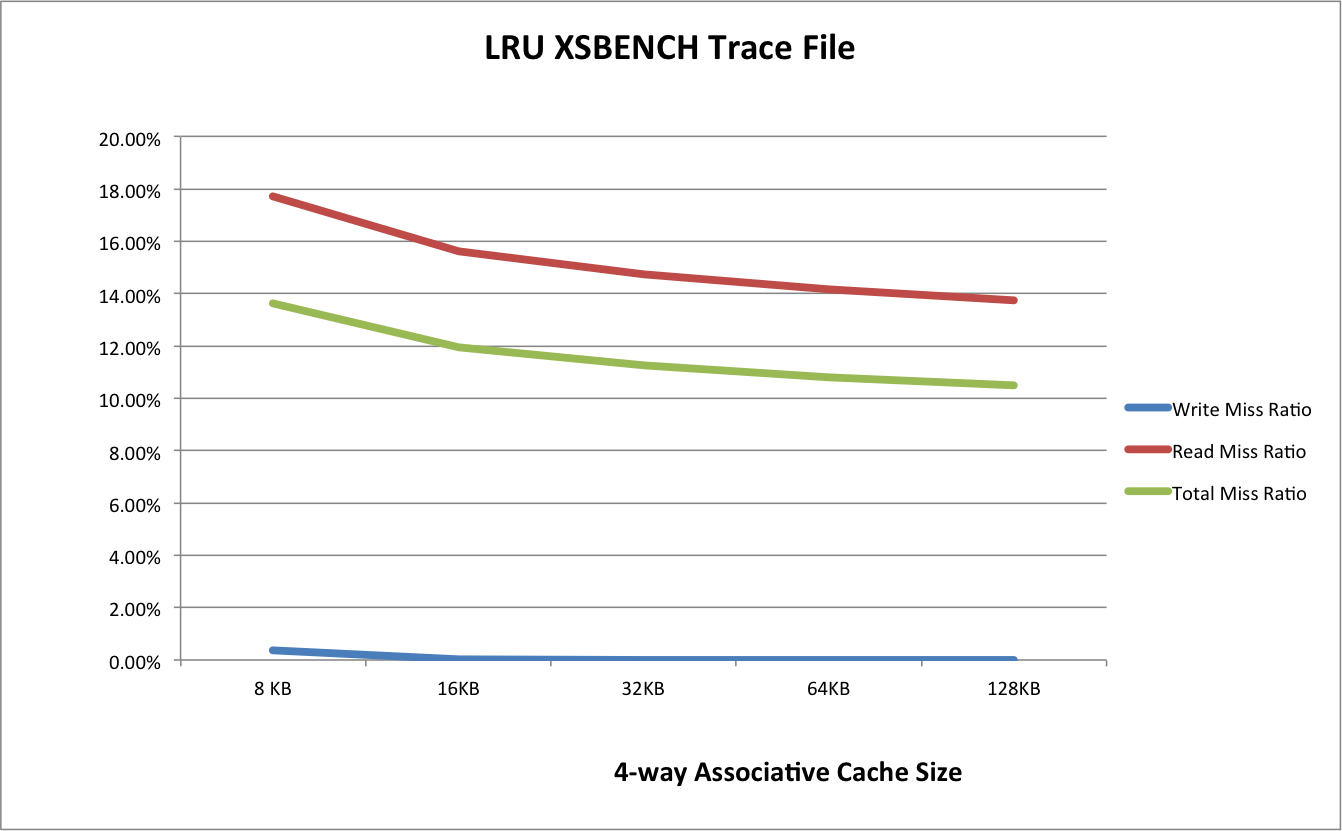 LRU XSBENCH Trace File
20.00%
18.00%
16.00%
14.00%
12.00%
10.00%
8.00%
6.00%
4.00%
2.00%
0.00%
8 KB 16KB 32KB 64KB 128KB
4-way Associative Cache Size
Write Miss Ratio
Read Miss Ratio
Total Miss Ratio